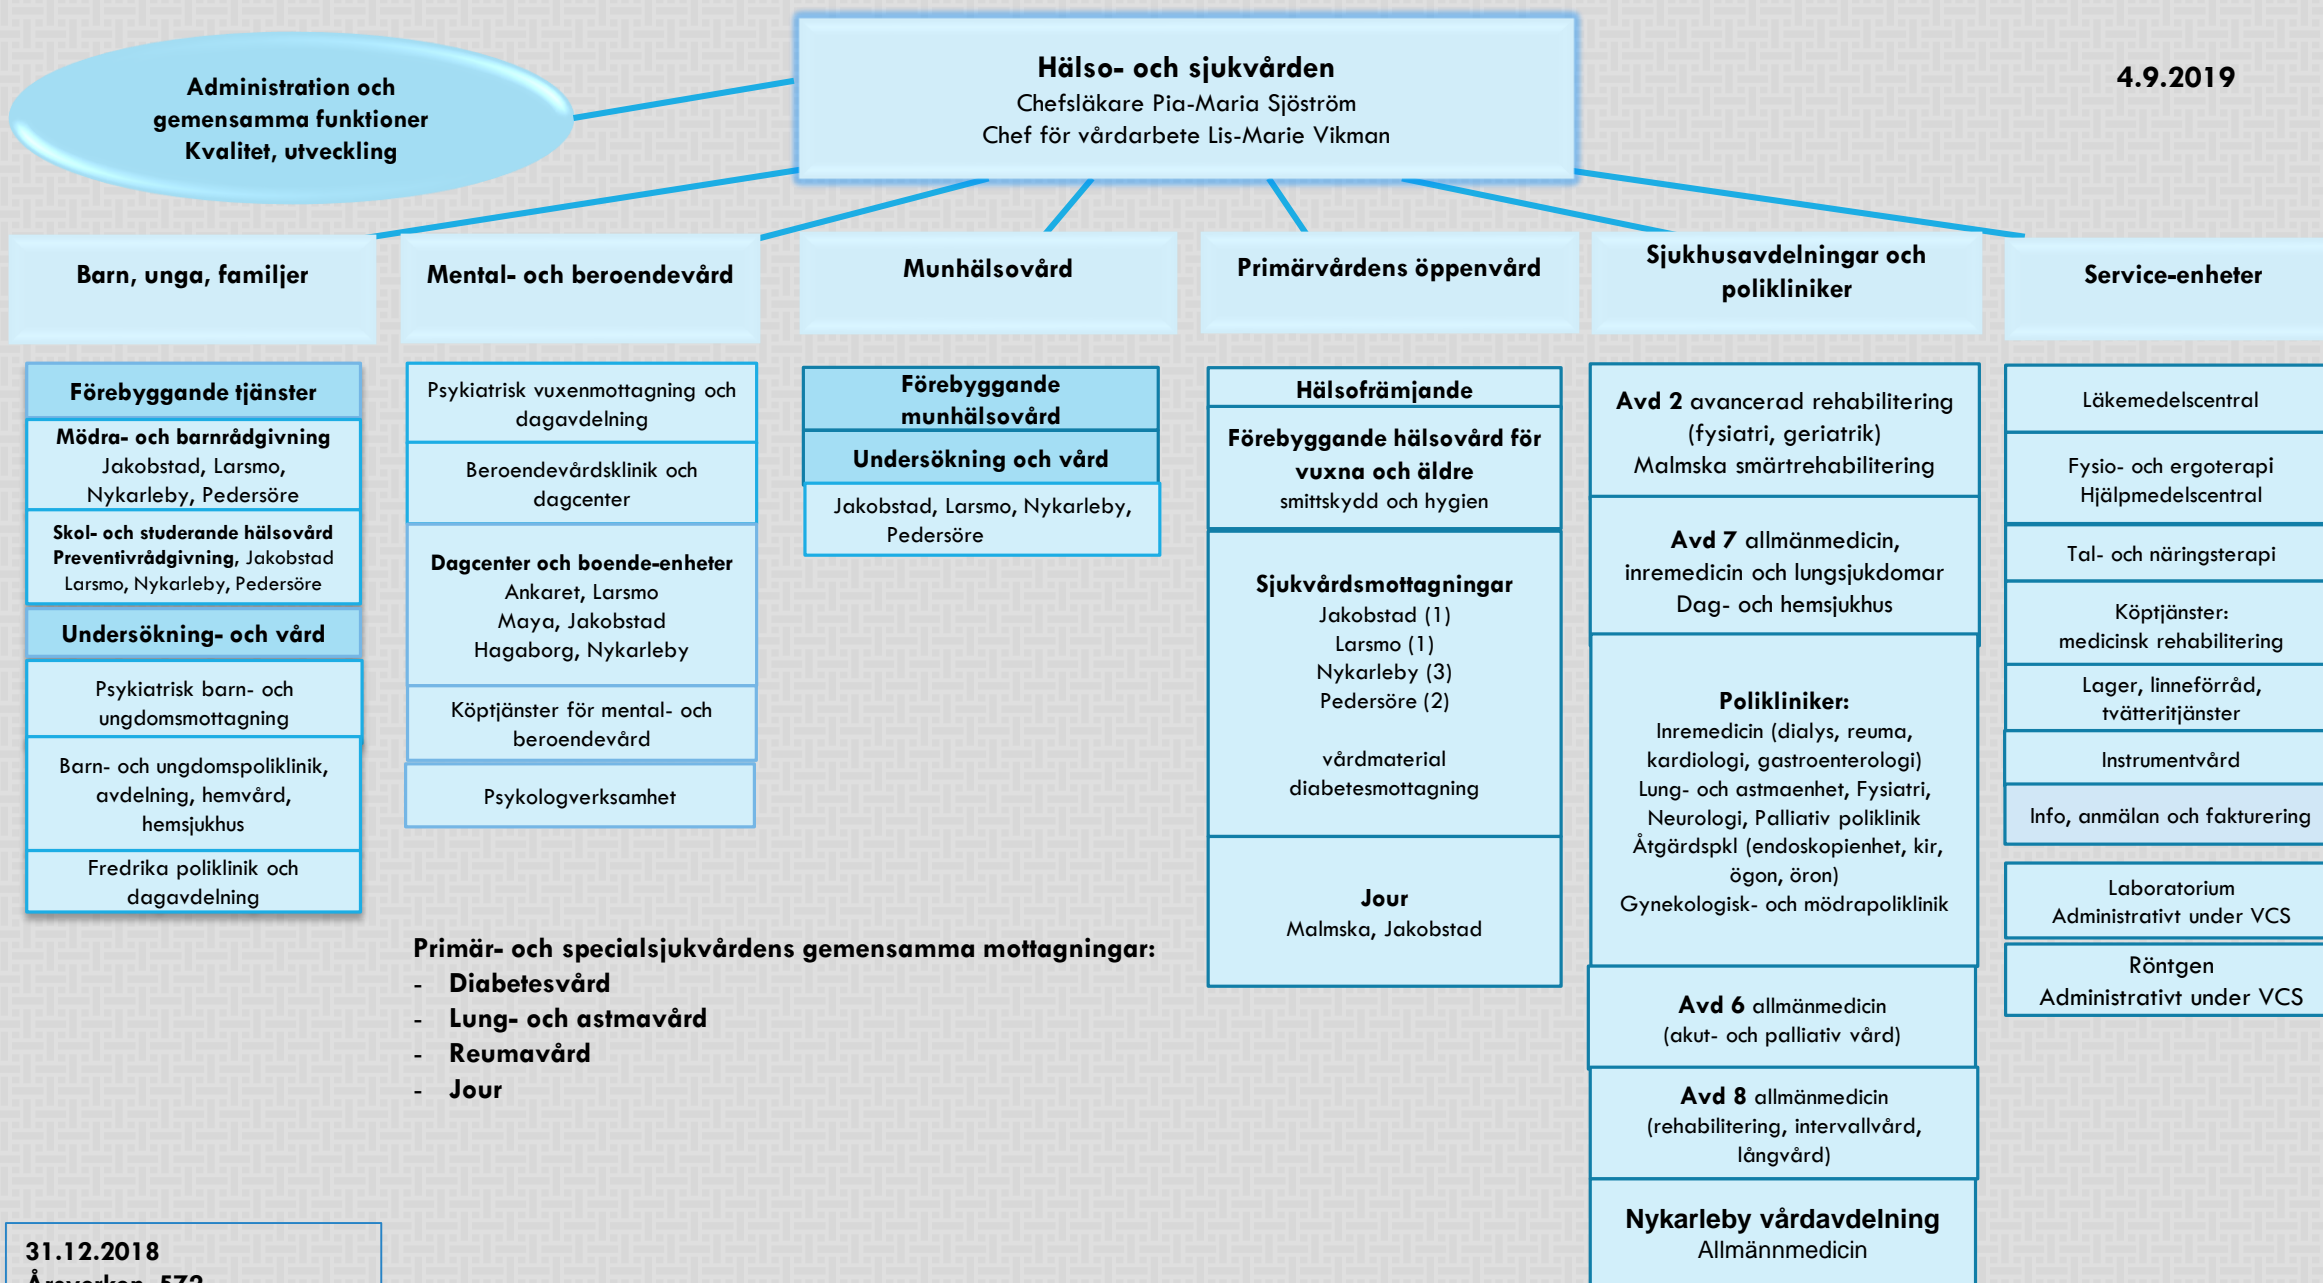 Administration och
gemensamma funktioner
Kvalitet, utveckling
Hälso- och sjukvården
Chefsläkare Pia-Maria Sjöström
Chef för vårdarbete Lis-Marie Vikman
4.9.2019
Barn, unga, familjer
Förebyggande tjänster
Mödra- och barnrådgivning
Jakobstad, Larsmo,
Nykarleby, Pedersöre
Skol- och studerande hälsovård
Preventivrådgivning, Jakobstad
Larsmo, Nykarleby, Pedersöre
Undersökning- och vård
Psykiatrisk barn- och
ungdomsmottagning
Barn- och ungdomspoliklinik,
avdelning, hemvård,
hemsjukhus
Fredrika poliklinik och
dagavdelning
Mental- och beroendevård
Psykiatrisk vuxenmottagning och
dagavdelning
Beroendevårdsklinik och
dagcenter
Dagcenter och boende-enheter
Ankaret, Larsmo
Maya, Jakobstad
Hagaborg, Nykarleby
Köptjänster för mental- och
beroendevård
Psykologverksamhet
Munhälsovård
Förebyggande
munhälsovård
Undersökning och vård
Jakobstad, Larsmo, Nykarleby,
Pedersöre
Primärvårdens öppenvård
Hälsofrämjande
Förebyggande hälsovård för
vuxna och äldre
smittskydd och hygien
Sjukvårdsmottagningar
Jakobstad (1)
Larsmo (1)
Nykarleby (3)
Pedersöre (2)
vårdmaterial
diabetesmottagning
Jour
Malmska, Jakobstad
Sjukhusavdelningar och
polikliniker
Avd 2 avancerad rehabilitering
(fysiatri, geriatrik)
Malmska smärtrehabilitering
Avd 7 allmänmedicin,
inremedicin och lungsjukdomar
Dag- och hemsjukhus
Polikliniker:
Inremedicin (dialys, reuma,
kardiologi, gastroenterologi)
Lung- och astmaenhet, Fysiatri,
Neurologi, Palliativ poliklinik
Åtgärdspkl (endoskopienhet, kir,
ögon, öron)
Gynekologisk- och mödrapoliklinik
Avd 6 allmänmedicin
(akut- och palliativ vård)
Avd 8 allmänmedicin
(rehabilitering, intervallvård,
långvård)
Nykarleby vårdavdelning
Allmännmedicin
Service-enheter
Läkemedelscentral
Fysio- och ergoterapi
Hjälpmedelscentral
Tal- och näringsterapi
Köptjänster:
medicinsk rehabilitering
Lager, linneförråd,
tvätteritjänster
Instrumentvård
Info, anmälan och fakturering
Laboratorium
Administrativt under VCS
Röntgen
Administrativt under VCS
Primär- och specialsjukvårdens gemensamma mottagningar:
- Diabetesvård
- Lung- och astmavård
- Reumavård
- Jour
31.12.2018
Årsverken 572